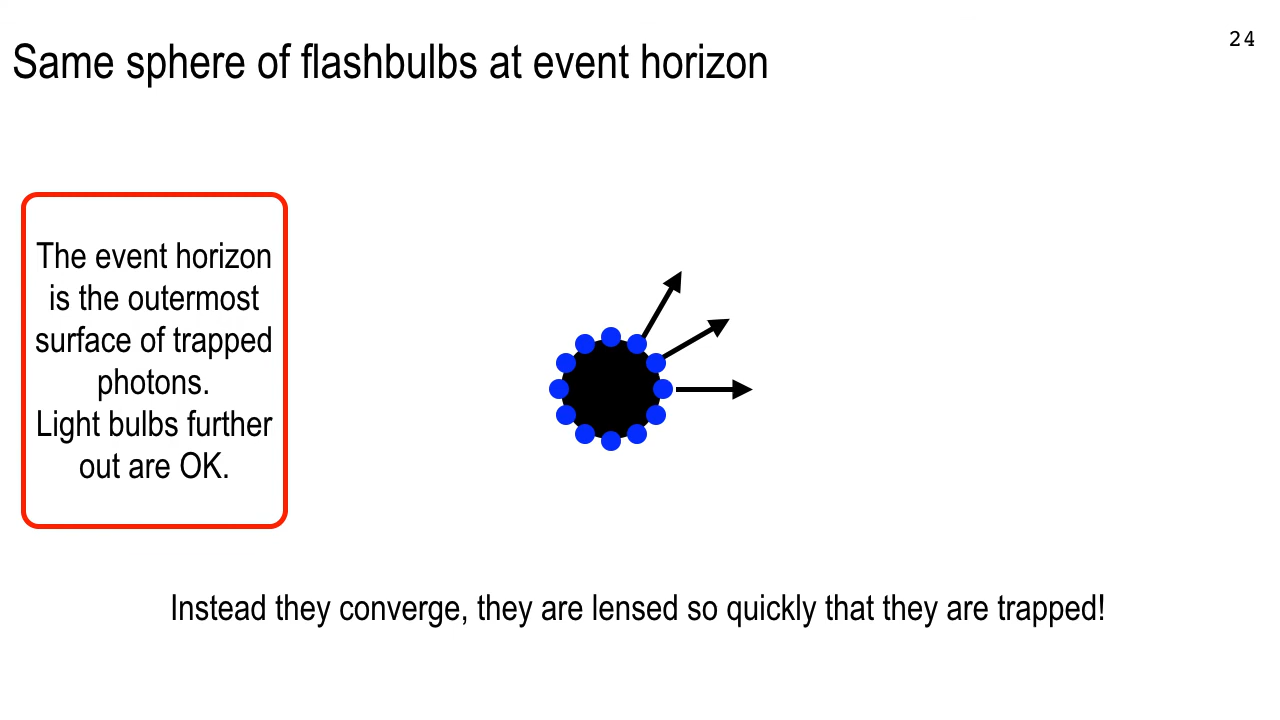 24
Same sphere of flashbulbs at event horizon
The event horizon
is the outermost
surface of trapped
photons.
Light bulbs further
out are OK.
Instead they converge, they are lensed so quickly that they are trapped!